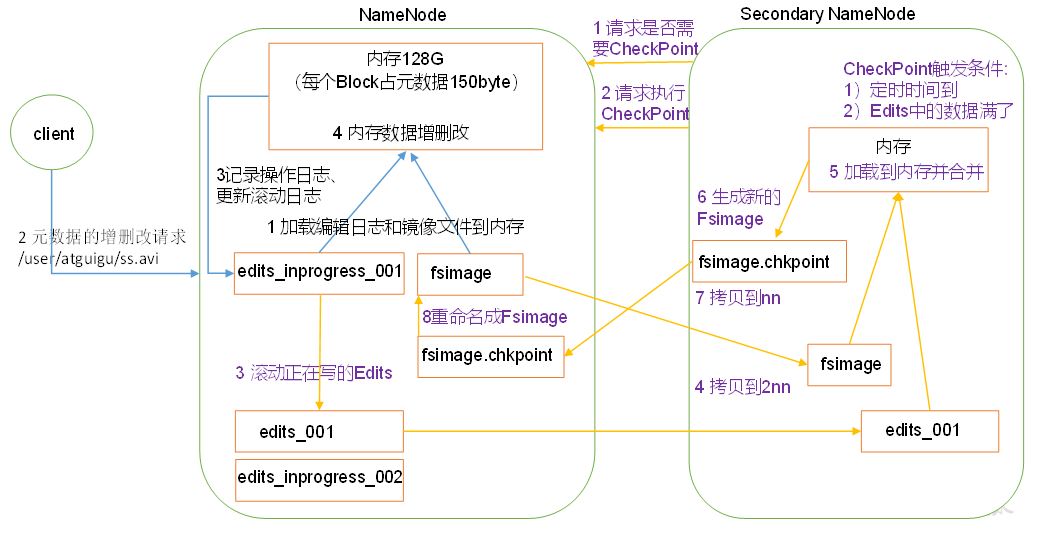 NameNode
Secondary NameNode
内存128G
（每个Block占元数据150byte）
4 内存数据增删改
1 请求是否需
要CheckPoint
2 请求执行
CheckPoint
CheckPoint触发条件:
1）定时时间到
2）Edits中的数据满了
client
内存
5 加载到内存并合并
3记录操作日志、
更新滚动日志
6 生成新的
Fsimage
1 加载编辑日志和镜像文件到内存
2 元数据的增删改请求
/user/atguigu/ss.avi
edits_inprogress_001
fsimage
fsimage.chkpoint
7 拷贝到nn
8重命名成Fsimage
fsimage.chkpoint
fsimage
3 滚动正在写的Edits
4 拷贝到2nn
edits_001
edits_001
edits_inprogress_002